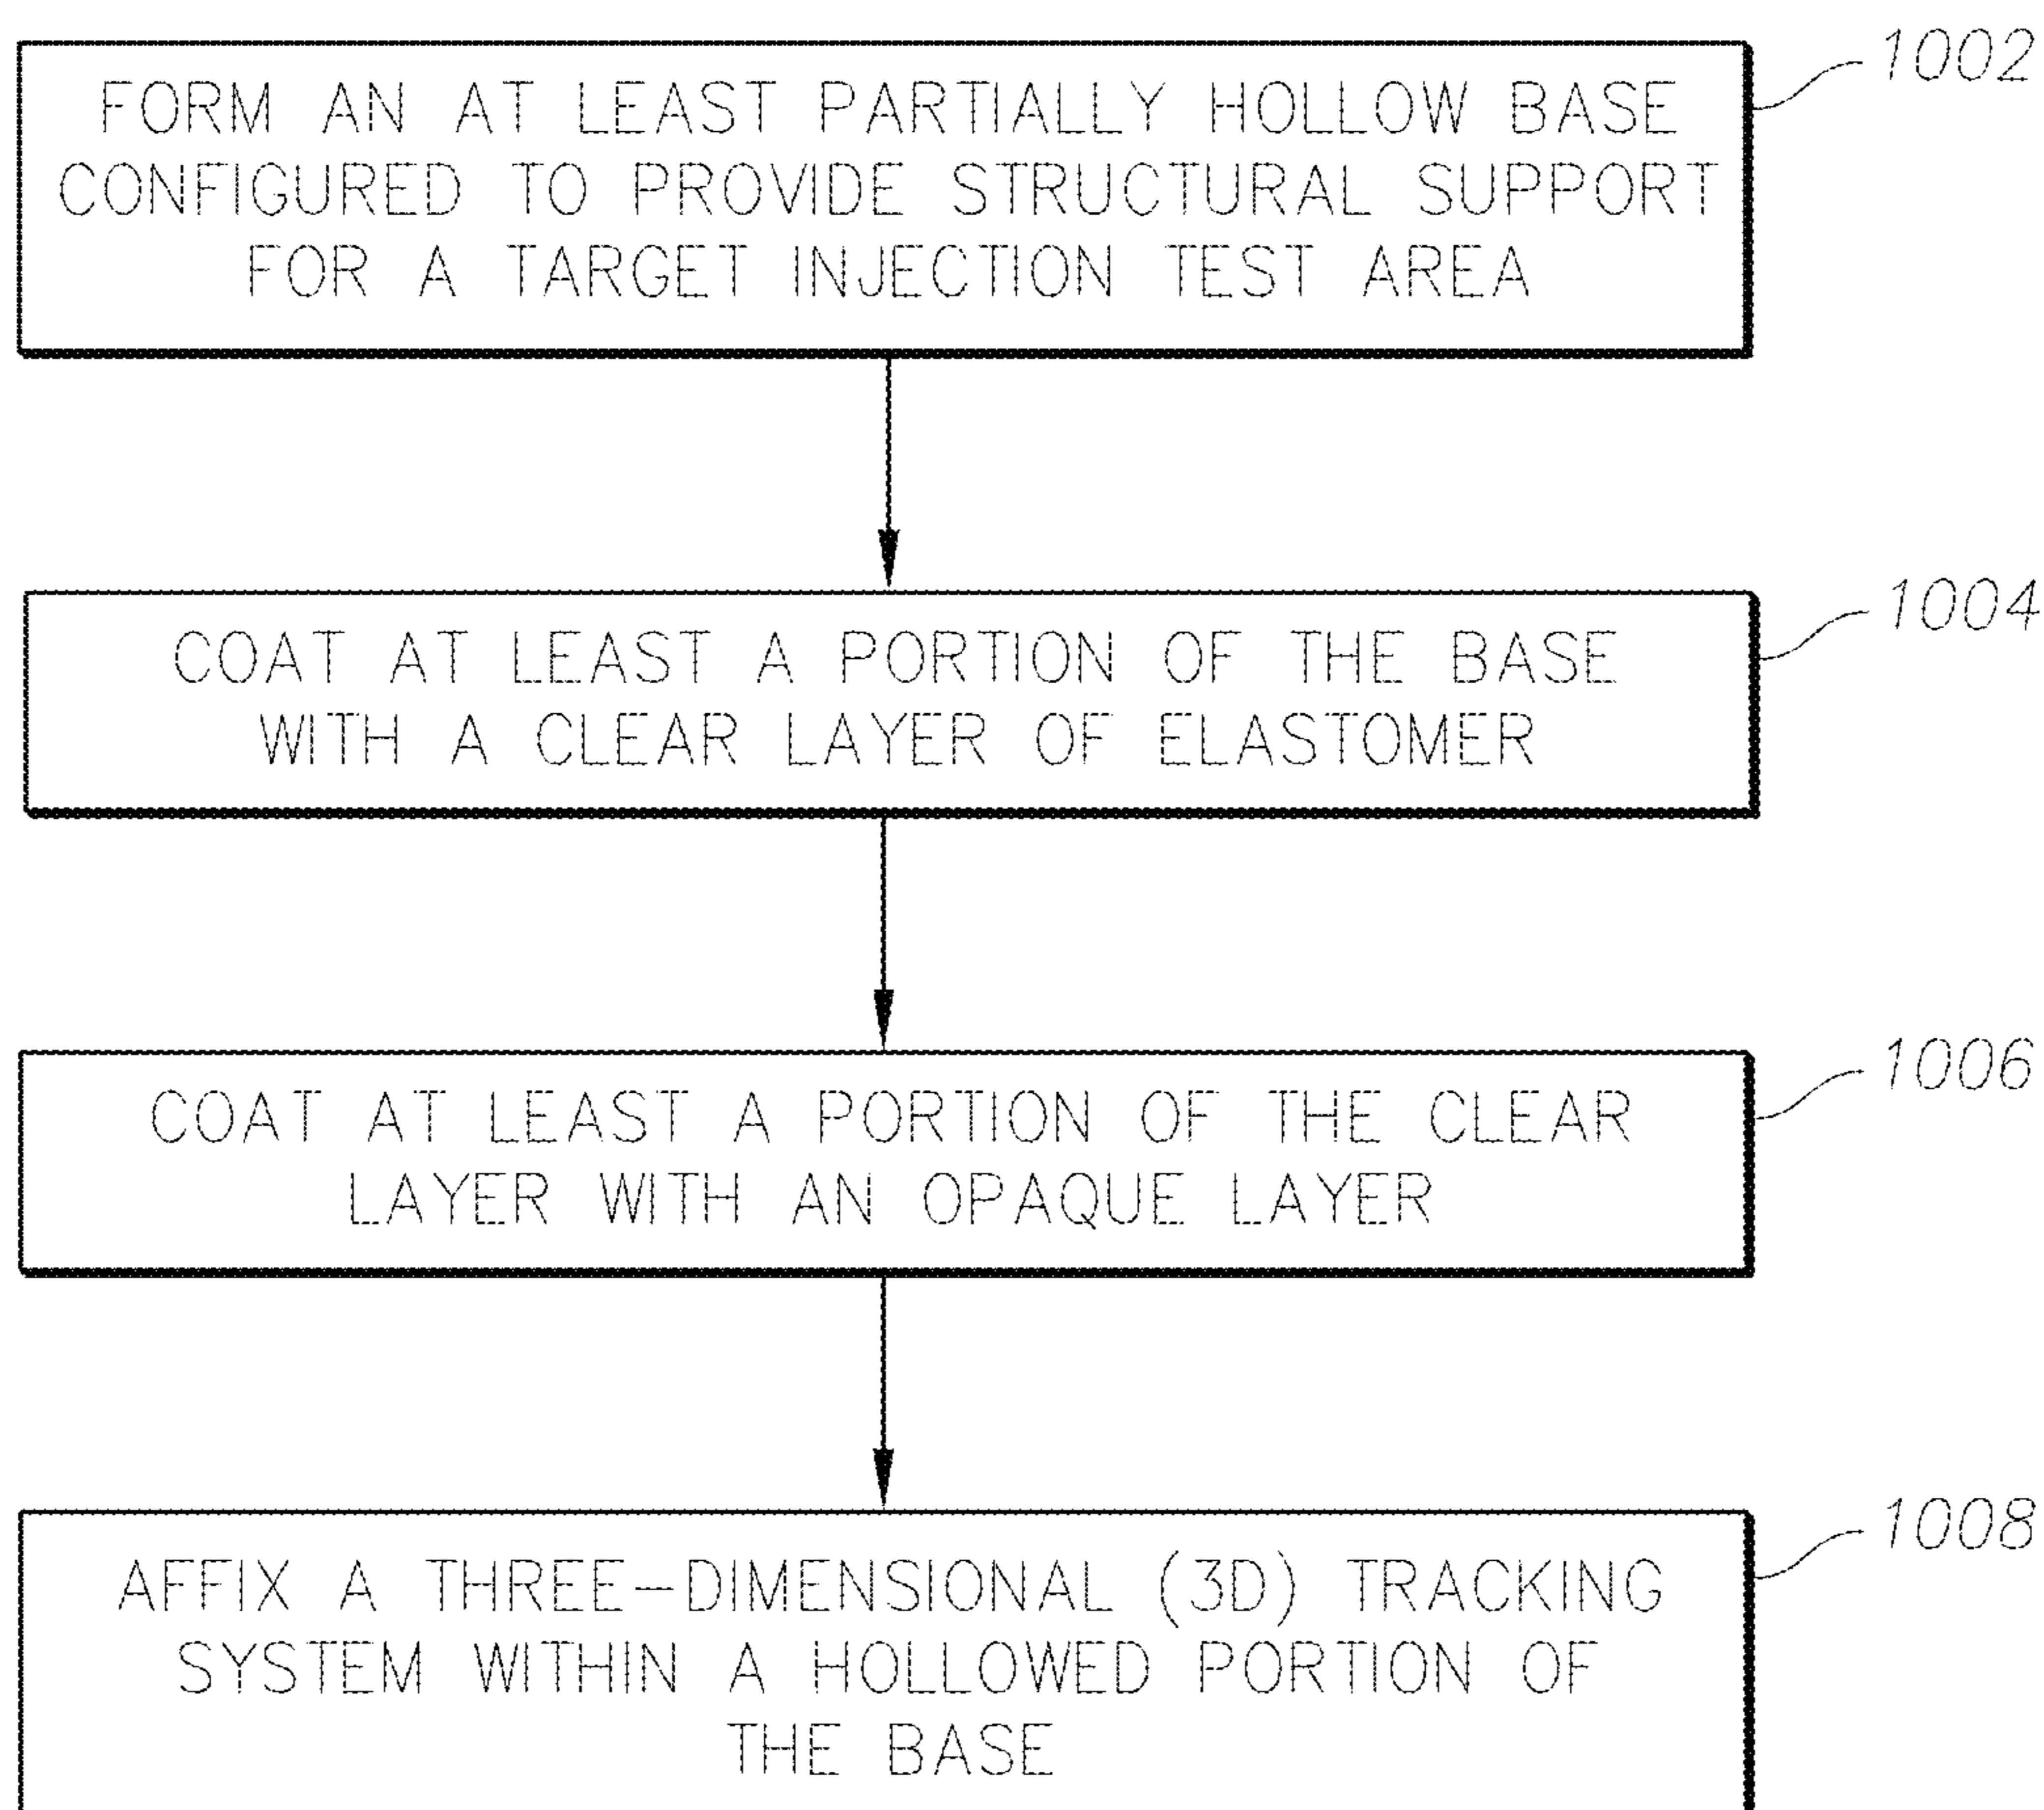 FORM AN AT LEAST PARTIALLY HOLLOW BASE
CONFIGURED TO PROVIDE STRUCTURAL SUPPORT
FOR A TARGET INJECTION TEST AREA
1002
COAT AT LEAST A PORTION OF THE BASE
WITH A CLEAR LAYER OF ELASTOMER
1004
COAT AT LEAST A PORTION OF THE CLEAR
LAYER WITH AN OPAQUE LAYER
1006
AFFIX A THREE-DIMENSIONAL (3D) TRACKING
SYSTEM WITHIN A HOLLOWED PORTION OF
THE BASE
1008